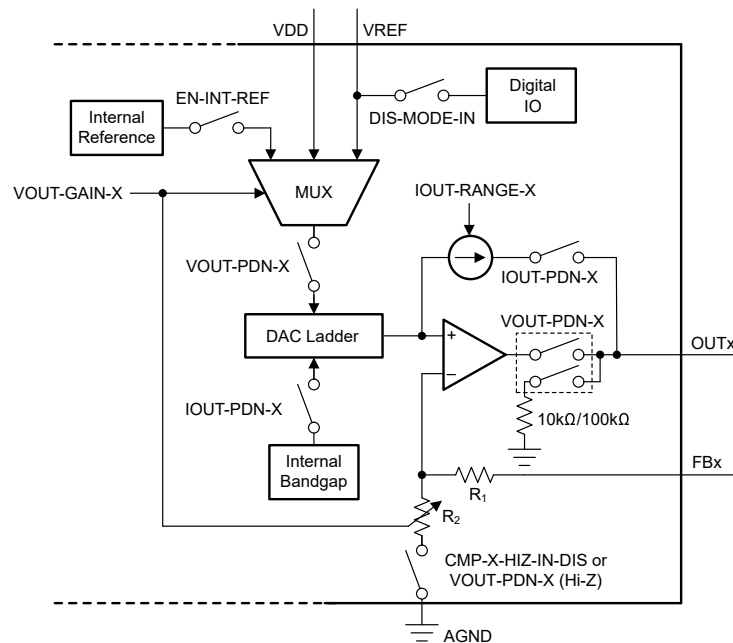 VDD
VREF
EN-INT-REF
Internal
Reference
Digital
IO
DIS-MODE-IN
MUX
VOUT-GAIN-X
IOUT-RANGE-X
VOUT-PDN-X
IOUT-PDN-X
DAC Ladder
+
–
VOUT-PDN-X
OUTx
IOUT-PDN-X
10kΩ/100kΩ
Internal
Bandgap
FBx
R₁
R₂
CMP-X-HIZ-IN-DIS or
VOUT-PDN-X (Hi-Z)
AGND